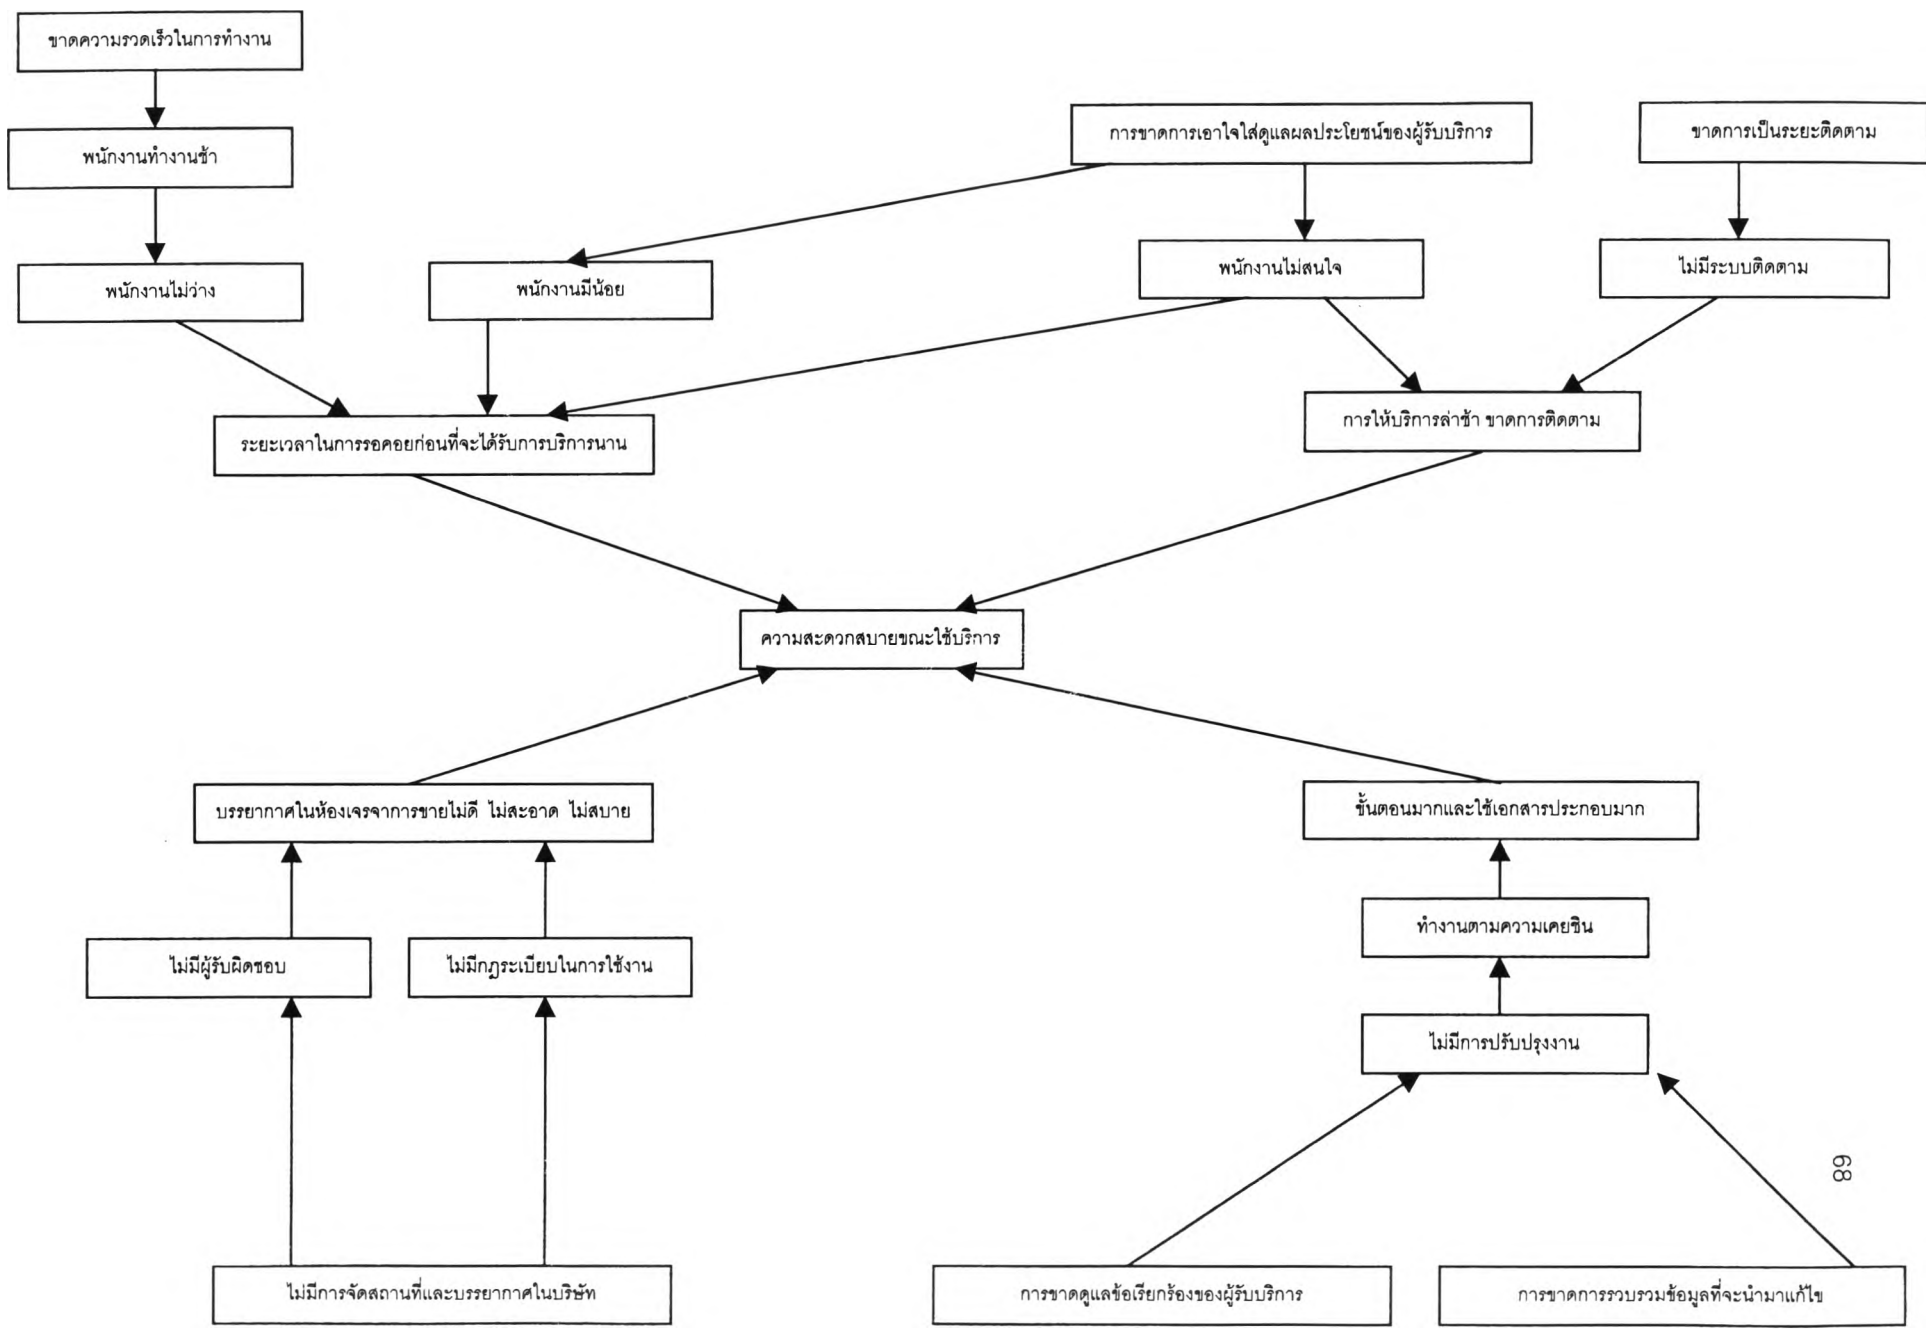 ขาดความรวดเร็วในการทำงาน
การขาดการเอาใจใส่ดูแลผลประโยชน์ของผู้รับบริการ
ขาดการเป็นระยะติดตาม
พนักงานทำงานช้า
พนักงานไม่ว่าง
พนักงานมีน้อย
พนักงานไม่สนใจ
ไม่มีระบบติดตาม
ระยะเวลาในการรอคอยก่อนที่จะได้รับการบริการนาน
การให้บริการล่าช้า ขาดการติดตาม
ความสะดวกสบายขณะใช้บริการ
บรรยากาศในห้องเจรจาการขายไม่ดี ไม่สะอาด ไม่สบาย
ขั้นตอนมากและใช้เอกสารประกอบมาก
ไม่มีผู้รับผิดชอบ
ไม่มีกฎระเบียบในการใช้งาน
ทำงานตามความเคยชิน
ไม่มีการปรับปรุงงาน
68
ไม่มีการจัดสถานที่และบรรยากาศในบริษัท
การขาดดูแลข้อเรียกร้องของผู้รับบริการ
การขาดการรวบรวมข้อมูลที่จะนำมาแก้ไข